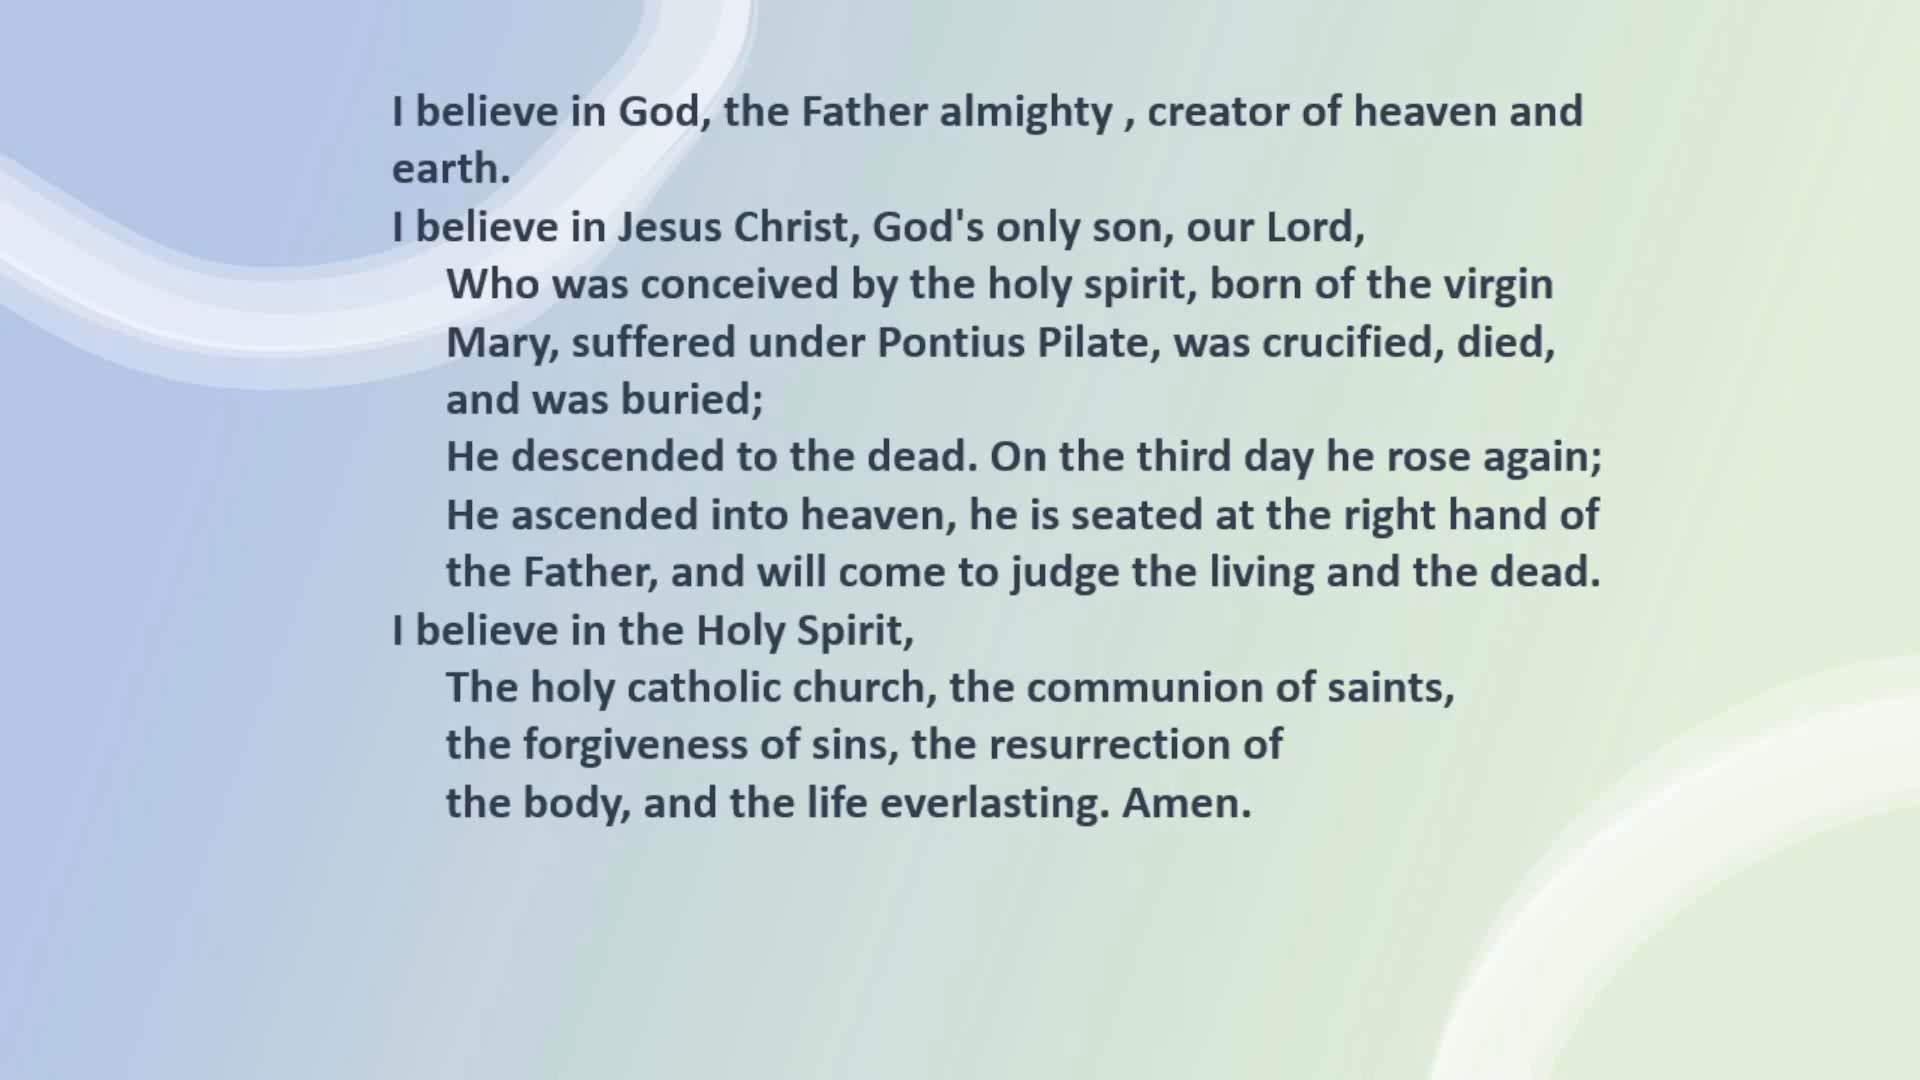 I believe in God, the Father almighty , creator of heaven and
earth.
I believe in Jesus Christ, God's only son, our Lord,
Who was conceived by the holy spirit, born of the virgin
Mary, suffered under Pontius Pilate, was crucified, died,
and was buried;
He descended to the dead. On the third day he rose again;
He ascended into heaven, he is seated at the right hand of
the Father, and will come to judge the living and the dead.
I believe in the Holy Spirit,
The holy catholic church, the communion of saints,
the forgiveness of sins, the resurrection of
the body, and the life everlasting. Amen.